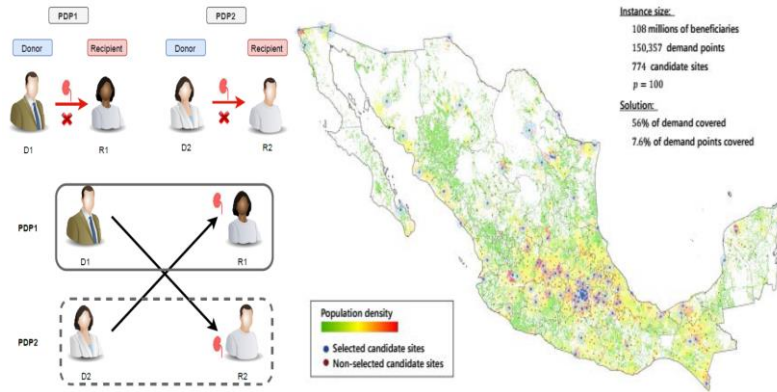 PDP1
PDP2
Donor
Recipient
Donor
Recipient
D1
R1
D2
R2
PDP1
D1
R1
PDP2
D2
R2
Instance size:
108 millions of beneficiaries
150,357 demand points
774 candidate sites
p = 100
Solution:
56% of demand covered
7.6% of demand points covered
Population density
Selected candidate sites
Non-selected candidate sites